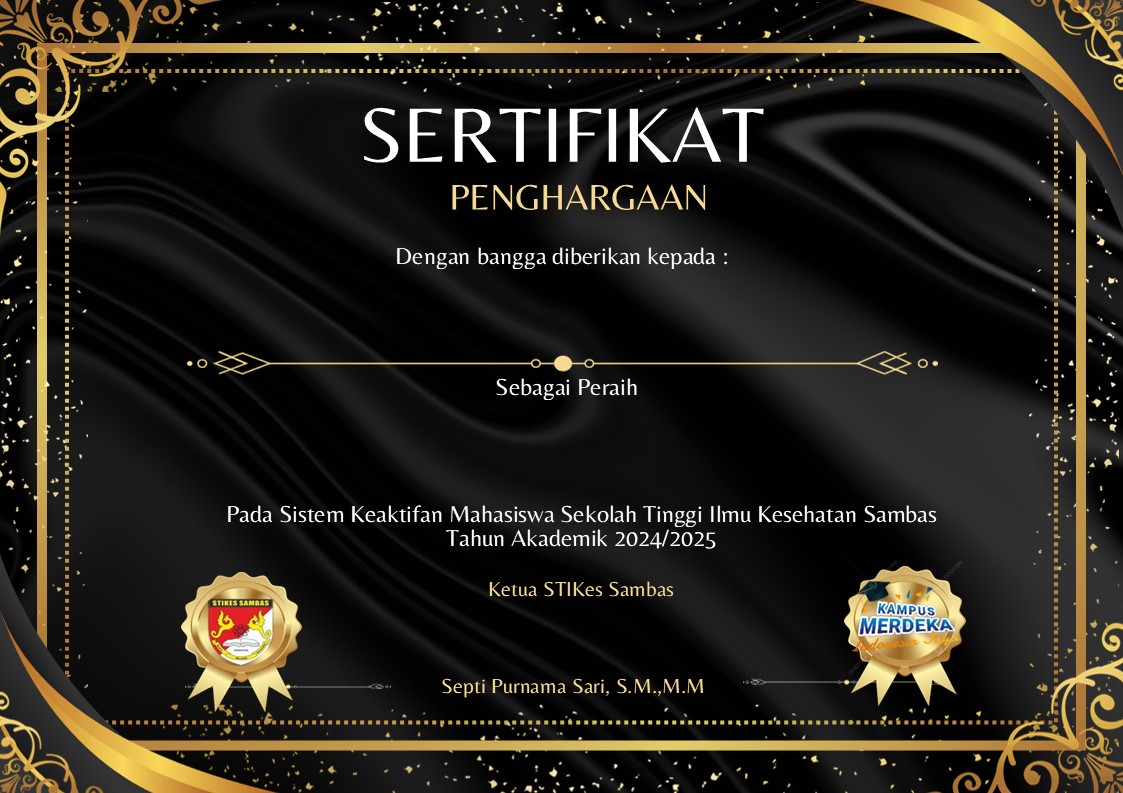 SERTIFIKAT
PENGHARGAAN
Dengan bangga diberikan kepada :
Sebagai Peraih
Pada Sistem Keaktifan Mahasiswa Sekolah Tinggi Ilmu Kesehatan Sambas
Tahun Akademik 2024/2025
Ketua STIKes Sambas
STIKES SAMBAS
KAMPUS
MERDEKA
Septi Purnama Sari, S.M.,M.M